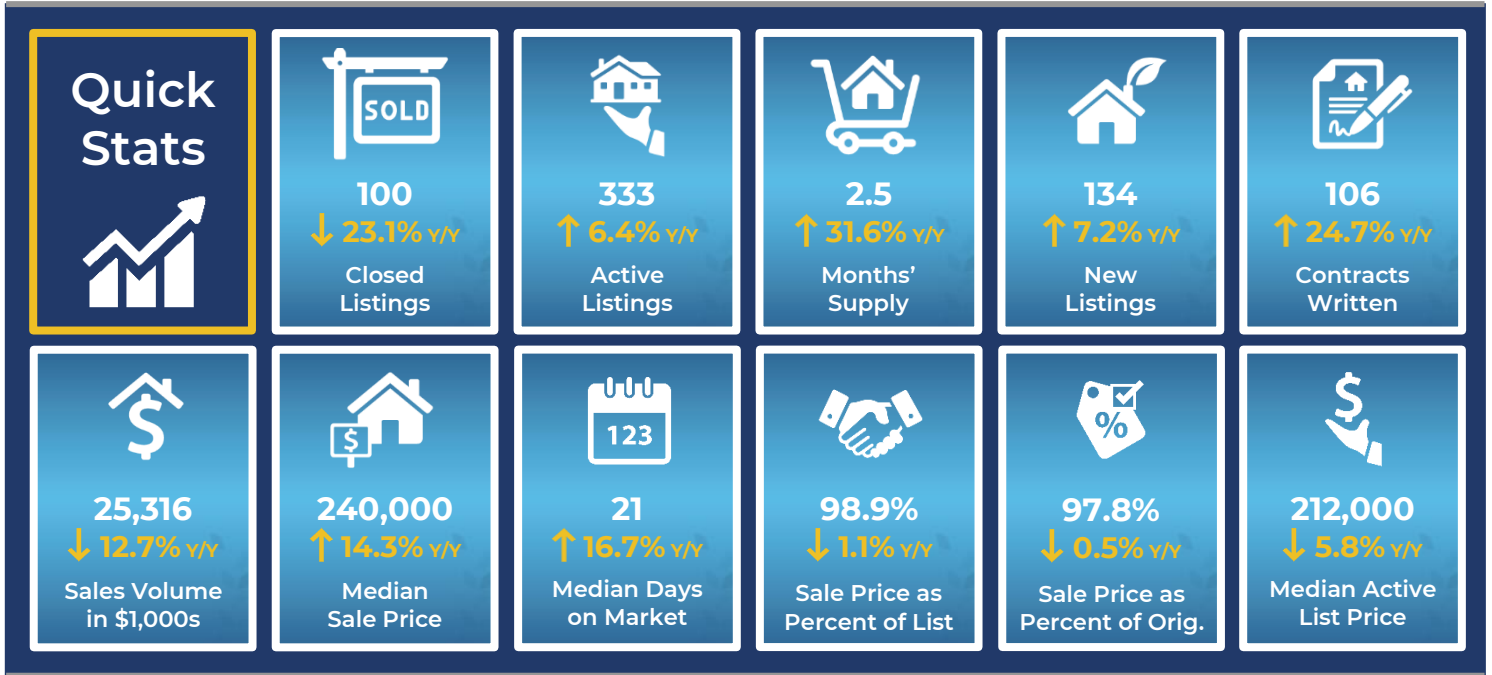 Quick
Stats
SOLD
100
↓ 23.1% Y/Y
Closed
Listings
333
↑ 6.4% Y/Y
Active
Listings
2.5
↑ 31.6% Y/Y
Months’
Supply
134
↑ 7.2% Y/Y
New
Listings
106
↑ 24.7% Y/Y
Contracts
Written
$
25,316
↓ 12.7% Y/Y
Sales Volume
in $1,000s
$
240,000
↑ 14.3% Y/Y
Median
Sale Price
123
21
↑ 16.7% Y/Y
Median Days
on Market
98.9%
↓ 1.1% Y/Y
Sale Price as
Percent of List
%
97.8%
↓ 0.5% Y/Y
Sale Price as
Percent of Orig.
$
212,000
↓ 5.8% Y/Y
Median Active
List Price